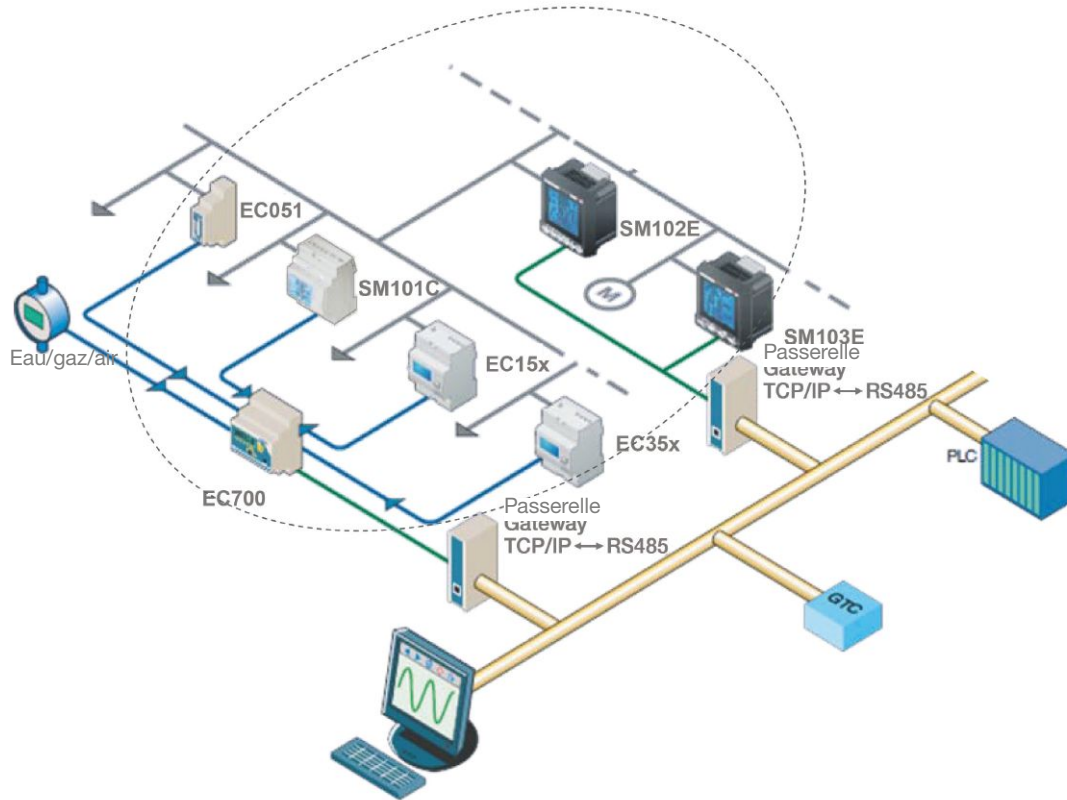 EC051
SM102E
SM101C
M
SM103E
Eau/gaz/air
EC15x
Passerelle
Gateway
TCP/IP ↔ RS485
EC35x
PLC
EC700
Passerelle
Gateway
TCP/IP ↔ RS485
GTC